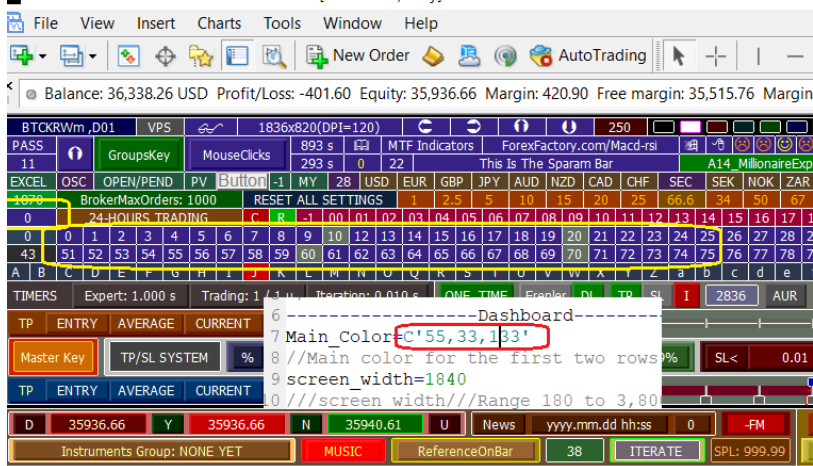 File View Insert Charts Tools Window Help
New Order AutoTrading
Balance: 36,338.26 USD Profit/Loss: -401.60 Equity: 35,936.66 Margin: 420.90 Free margin: 35,515.76 Margin
BTCKRWm ,D01 VPS 1836x820(DPI=120) 250
PASS GroupsKey MouseClicks 893 s MTF Indicators ForexFactory.com/Macd-rsi
11 293 s 0 22 This Is The Sparam Bar A14_MillionaireExp
EXCEL OSC OPEN/PEND PV Button -1 MY 28 USD EUR GBP JPY AUD NZD CAD CHF SEC SEK NOK ZAR
1870 BrokerMaxOrders: 1000 RESET ALL SETTINGS 1 2.5 5 10 15 20 25 66.6 34 50 67
0 24-HOURS TRADING C R -1 00 01 02 03 04 05 06 07 08 09 10 11 12 13 14 15 16 17
0 0 1 2 3 4 5 6 7 8 9 10 12 13 14 15 16 17 18 19 20 21 22 23 24 25 26 27 28
43 51 52 53 54 55 56 57 58 59 60 61 62 63 64 65 66 67 68 69 70 71 72 73 74 75 76 77 78
A B C D E F G H I J K L M N O P Q R S T U V W X Y Z a b c d e
TIMERS Expert: 1.000 s Trading: 1 / 1 Iteration: 0.010 s ONE TIME DL TP SL I 2836 AUR
TP ENTRY AVERAGE CURRENT
6 -------------------Dashboard---------
7 Main_Color=C'55,33,133'
8 //Main color for the first two rows
Master Key TP/SL SYSTEM % 9% SL< 0.01
9 screen_width=1840
TP ENTRY AVERAGE CURRENT
10 ///screen width///Range 180 to 3,80
D 35936.66 Y 35936.66 N 35940.61 U News yyyy.mm.dd hh:ss 0 -FM
Instruments Group: NONE YET MUSIC ReferenceOnBar 38 ITERATE SPL: 999.99